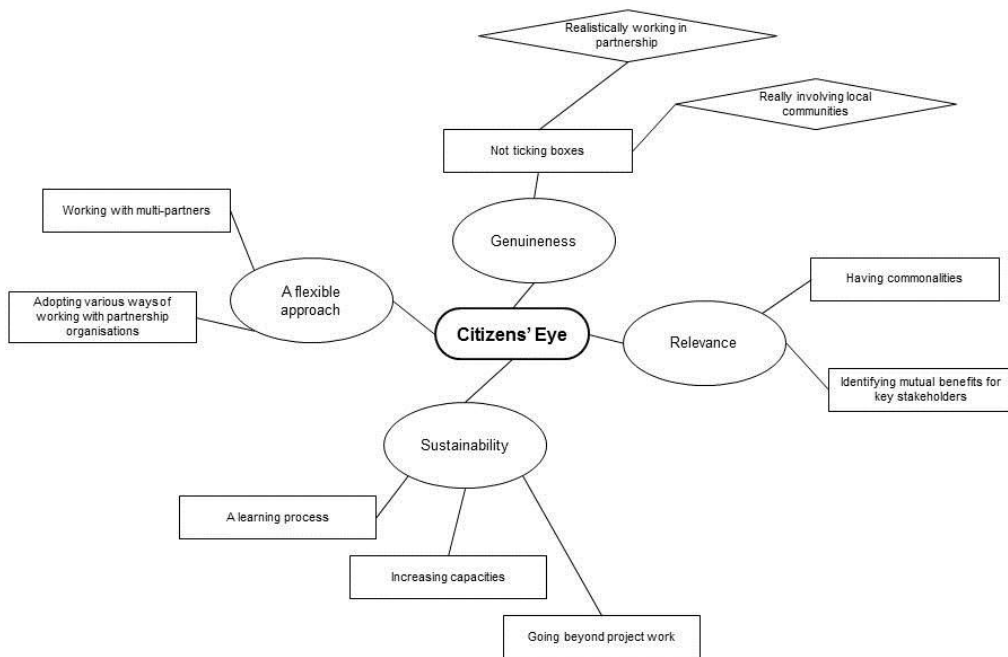 Realistically working in
partnership
Really involving local
communities
Not ticking boxes
Working with multi-partners
Genuineness
Having commonalities
A flexible
approach
Adopting various ways of
working with partnership
organisations
Citizens' Eye
Relevance
Identifying mutual benefits for
key stakeholders
Sustainability
A learning process
Increasing capacities
Going beyond project work